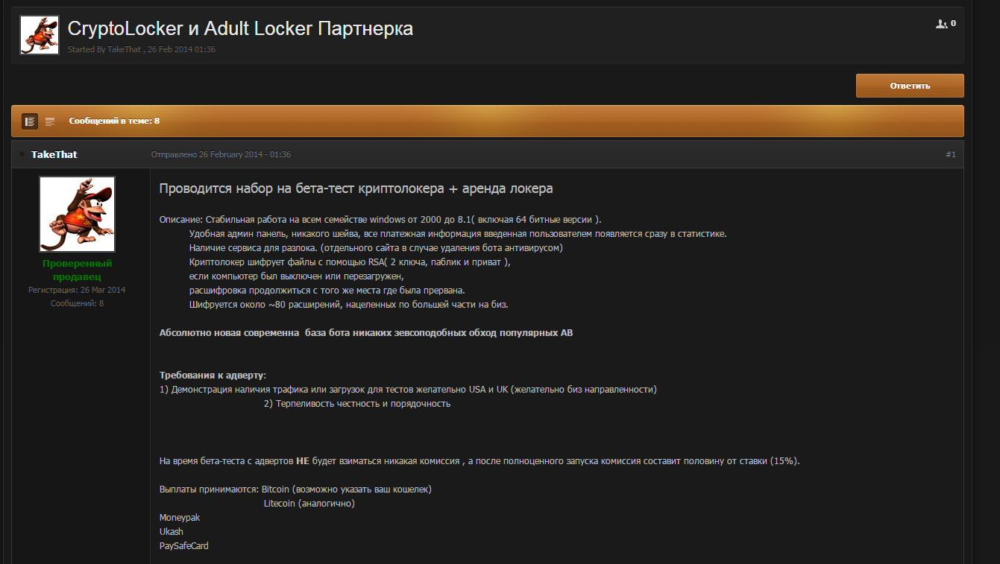 CryptoLocker и Adult Locker Партнерка
0
Started By TakeThat , 26 Feb 2014 01:36
Ответить
Сообщений в теме: 8
TakeThat
Отправлено 26 February 2014 - 01:36
#1
Проверенный
продавец
Регистрация: 26 Mar 2014
Сообщений: 8
Проводится набор на бета-тест криптолокера + аренда локера
Описание: Стабильная работа на всем семействе windows от 2000 до 8.1( включая 64 битные версии ).
Удобная админ панель, никакого шейва, все платежная информация введенная пользователем появляется сразу в статистике.
Наличие сервиса для разлока. (отдельного сайта в случае удаления бота антивирусом)
Криптолокер шифрует файлы с помощью RSA( 2 ключа, паблик и приват ),
если компьютер был выключен или перезагружен,
расшифровка продолжиться с того же места где была прервана.
Шифруется около ~80 расширений, нацеленных по большей части на биз.
Абсолютно новая современна база бота никаких зевсоподобных обход популярных АВ
Требования к адверту:
1) Демонстрация наличия трафика или загрузок для тестов желательно USA и UK (желательно биз направленности)
2) Терпеливость честность и порядочность
На время бета-теста с адвертов НЕ будет взиматься никакая комиссия , а после полноценного запуска комиссия составит половину от ставки (15%).
Выплаты принимаются: Bitcoin (возможно указать ваш кошелек)
Litecoin (аналогично)
Moneypak
Ukash
PaySafeCard